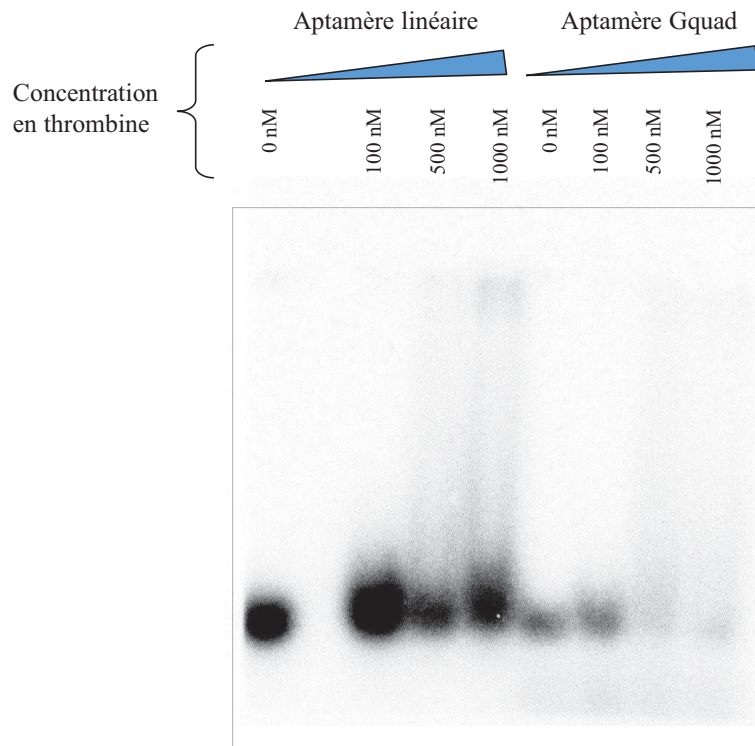 Aptamère linéaire
Aptamère Gquad
Concentration
en thrombine
0 nM
100 nM
500 nM
1000 nM
0 nM
100 nM
500 nM
1000 nM